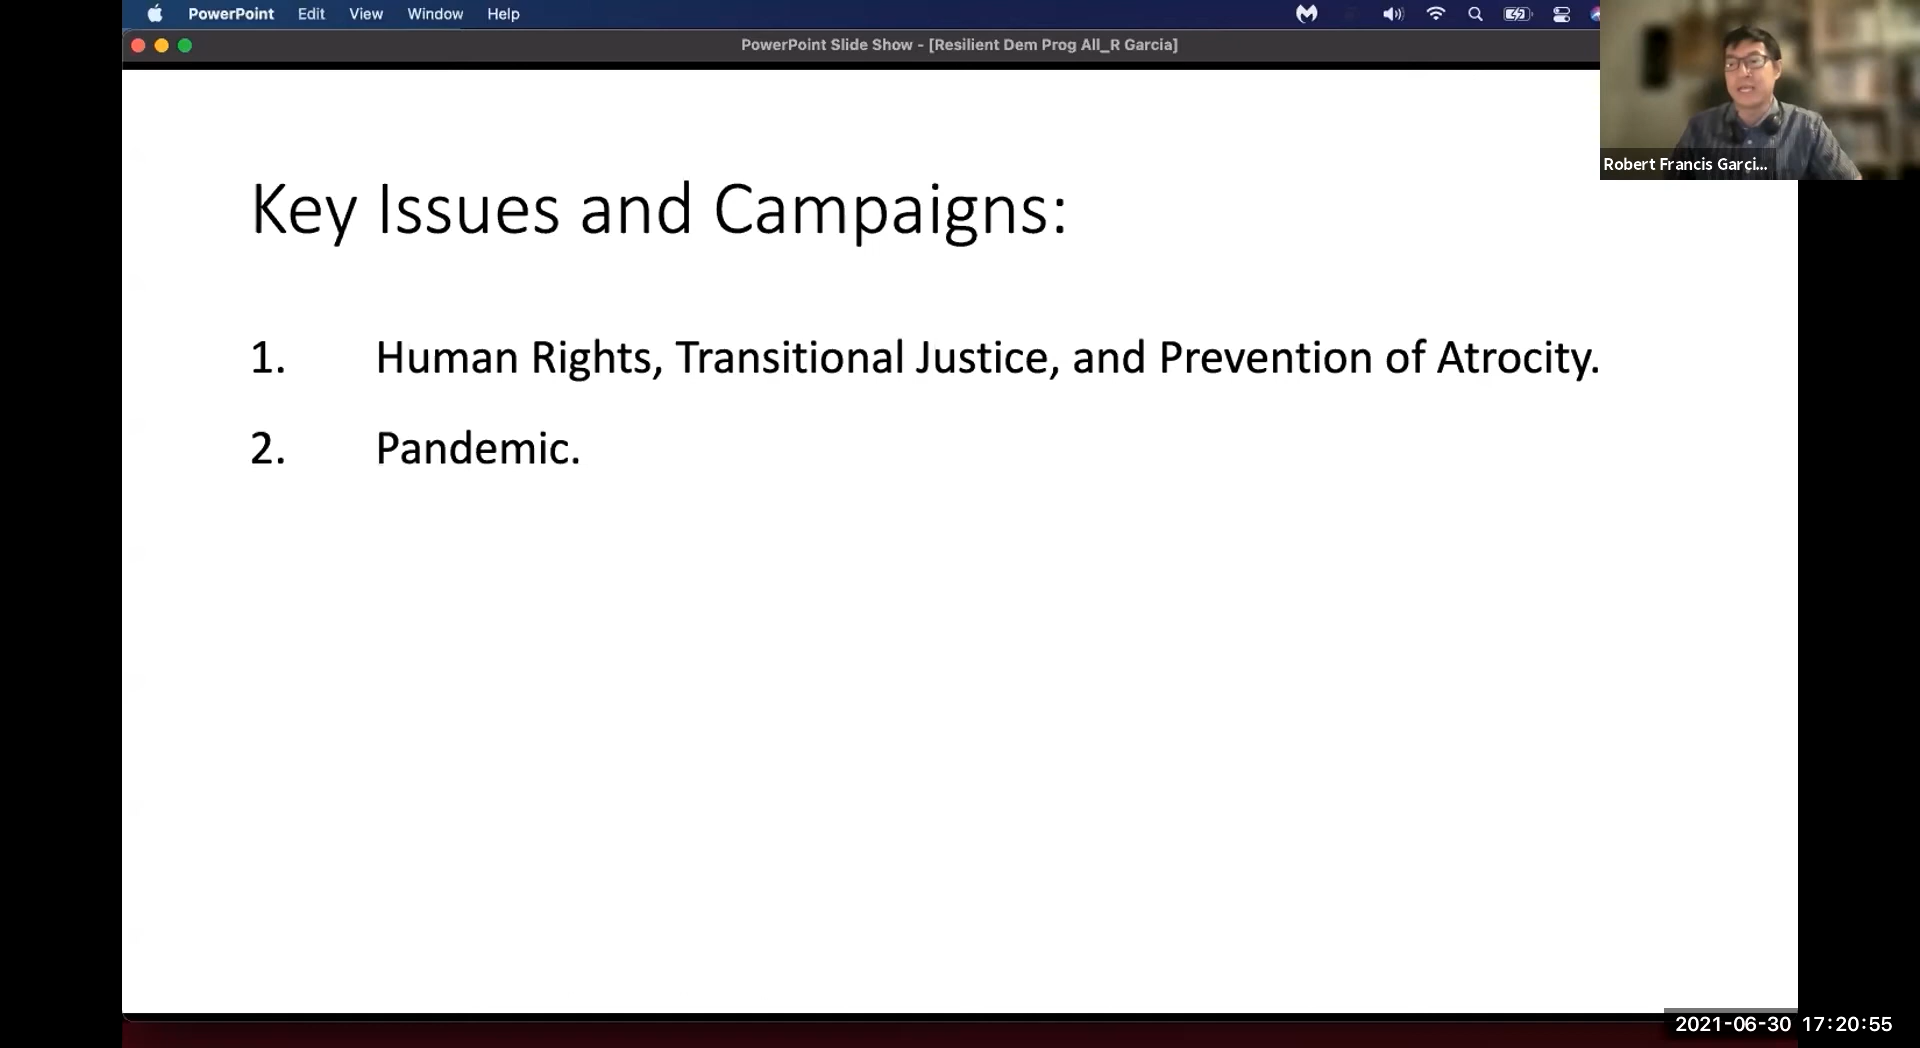 PowerPoint Edit View Window Help
PowerPoint Slide Show - [Resilient Dem Prog All_R Garcia]
Robert Francis Garci...
Key Issues and Campaigns:
1. Human Rights, Transitional Justice, and Prevention of Atrocity.
2. Pandemic.
2021-06-30 17:20:55